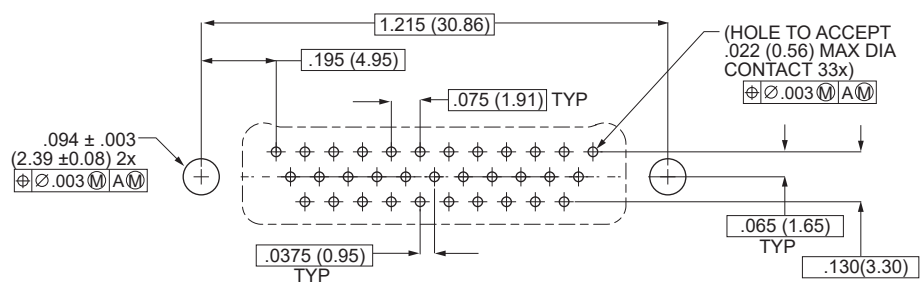 1.215 (30.86)
.195 (4.95)
(HOLE TO ACCEPT
.022 (0.56) MAX DIA
CONTACT 33x)
⌖ ⌀.003 Ⓜ A Ⓜ
.075 (1.91) TYP
.094 ± .003
(2.39 ±0.08) 2x
⌖ ⌀.003 Ⓜ A Ⓜ
.065 (1.65)
TYP
.0375 (0.95)
TYP
.130(3.30)